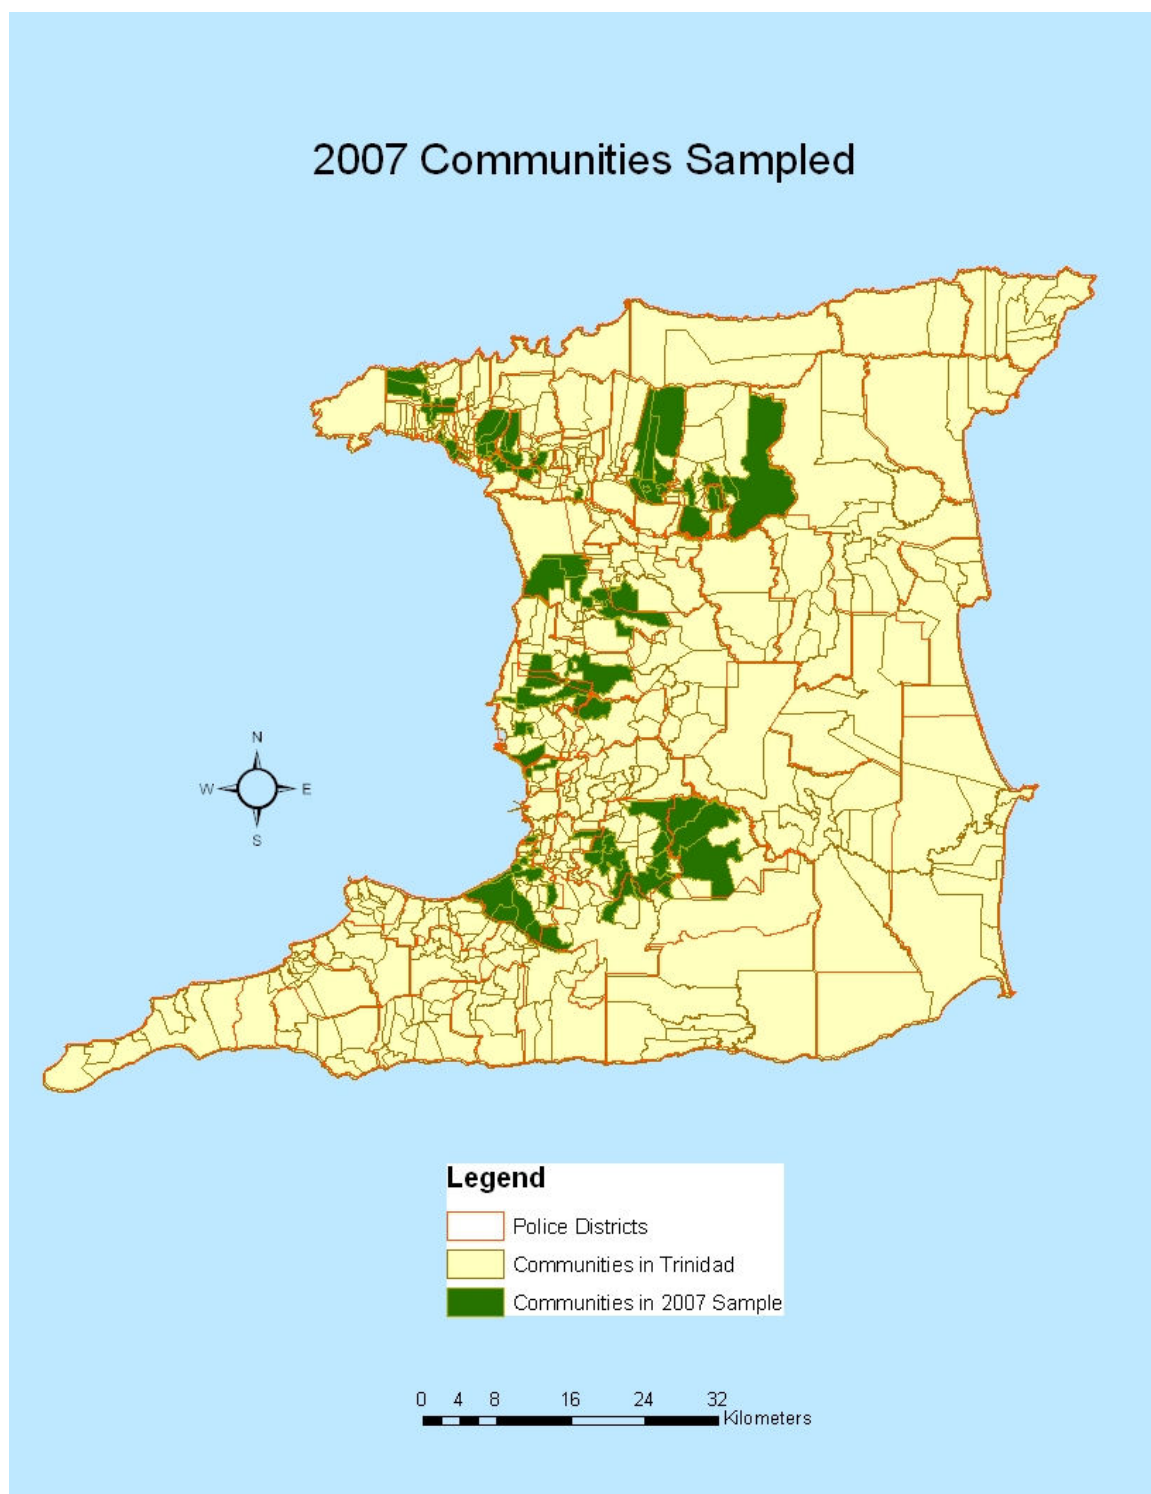 2007 Communities Sampled
N
W E
S
Legend
Police Districts
Communities in Trinidad
Communities in 2007 Sample
0 4 8 16 24 32
Kilometers